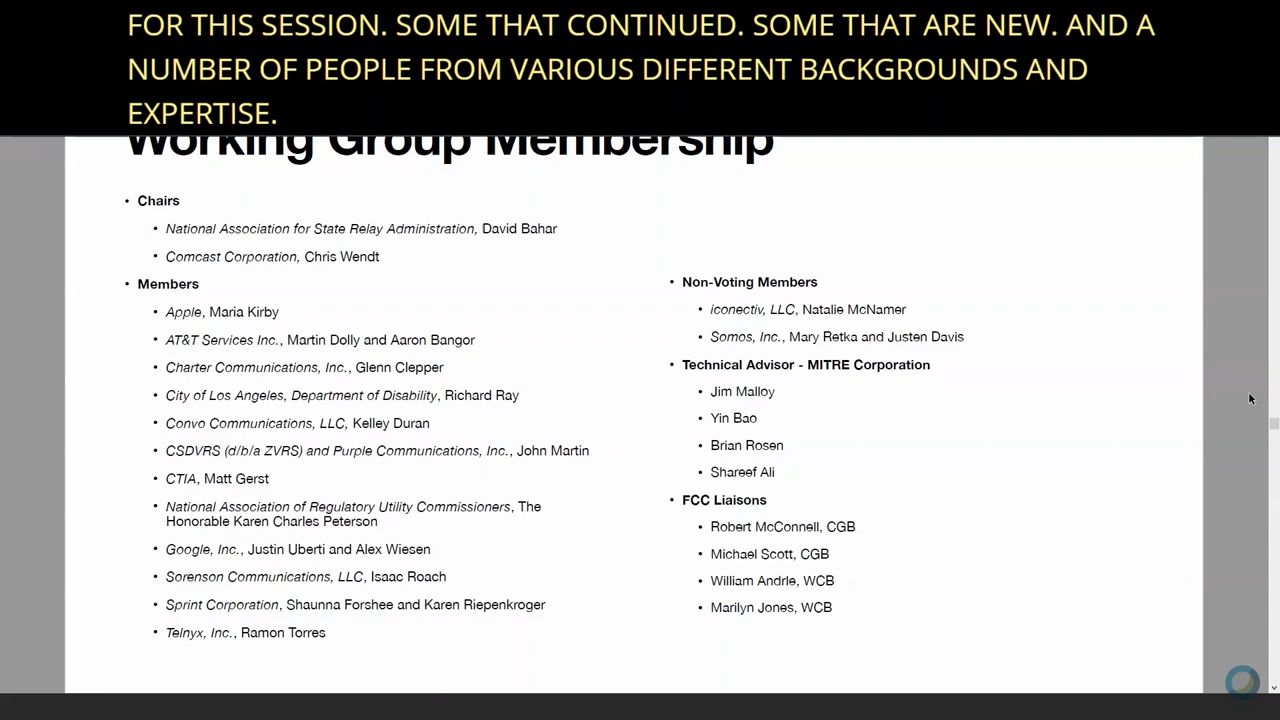 FOR THIS SESSION. SOME THAT CONTINUED. SOME THAT ARE NEW. AND A
NUMBER OF PEOPLE FROM VARIOUS DIFFERENT BACKGROUNDS AND
EXPERTISE.
Working Group Membership
• Chairs
• National Association for State Relay Administration, David Bahar
• Comcast Corporation, Chris Wendt
• Members
• Apple, Maria Kirby
• AT&T Services Inc., Martin Dolly and Aaron Bangor
• Charter Communications, Inc., Glenn Clepper
• City of Los Angeles, Department of Disability, Richard Ray
• Convo Communications, LLC, Kelley Duran
• CSDVRS (d/b/a ZVRS) and Purple Communications, Inc., John Martin
• CTIA, Matt Gerst
• National Association of Regulatory Utility Commissioners, The
Honorable Karen Charles Peterson
• Google, Inc., Justin Uberti and Alex Wiesen
• Sorenson Communications, LLC, Isaac Roach
• Sprint Corporation, Shaunna Forshee and Karen Riepenkroger
• Telnyx, Inc., Ramon Torres
• Non-Voting Members
• iconectiv, LLC, Natalie McNamer
• Somos, Inc., Mary Retka and Justen Davis
• Technical Advisor - MITRE Corporation
• Jim Malloy
• Yin Bao
• Brian Rosen
• Shareef Ali
• FCC Liaisons
• Robert McConnell, CGB
• Michael Scott, CGB
• William Andrle, WCB
• Marilyn Jones, WCB